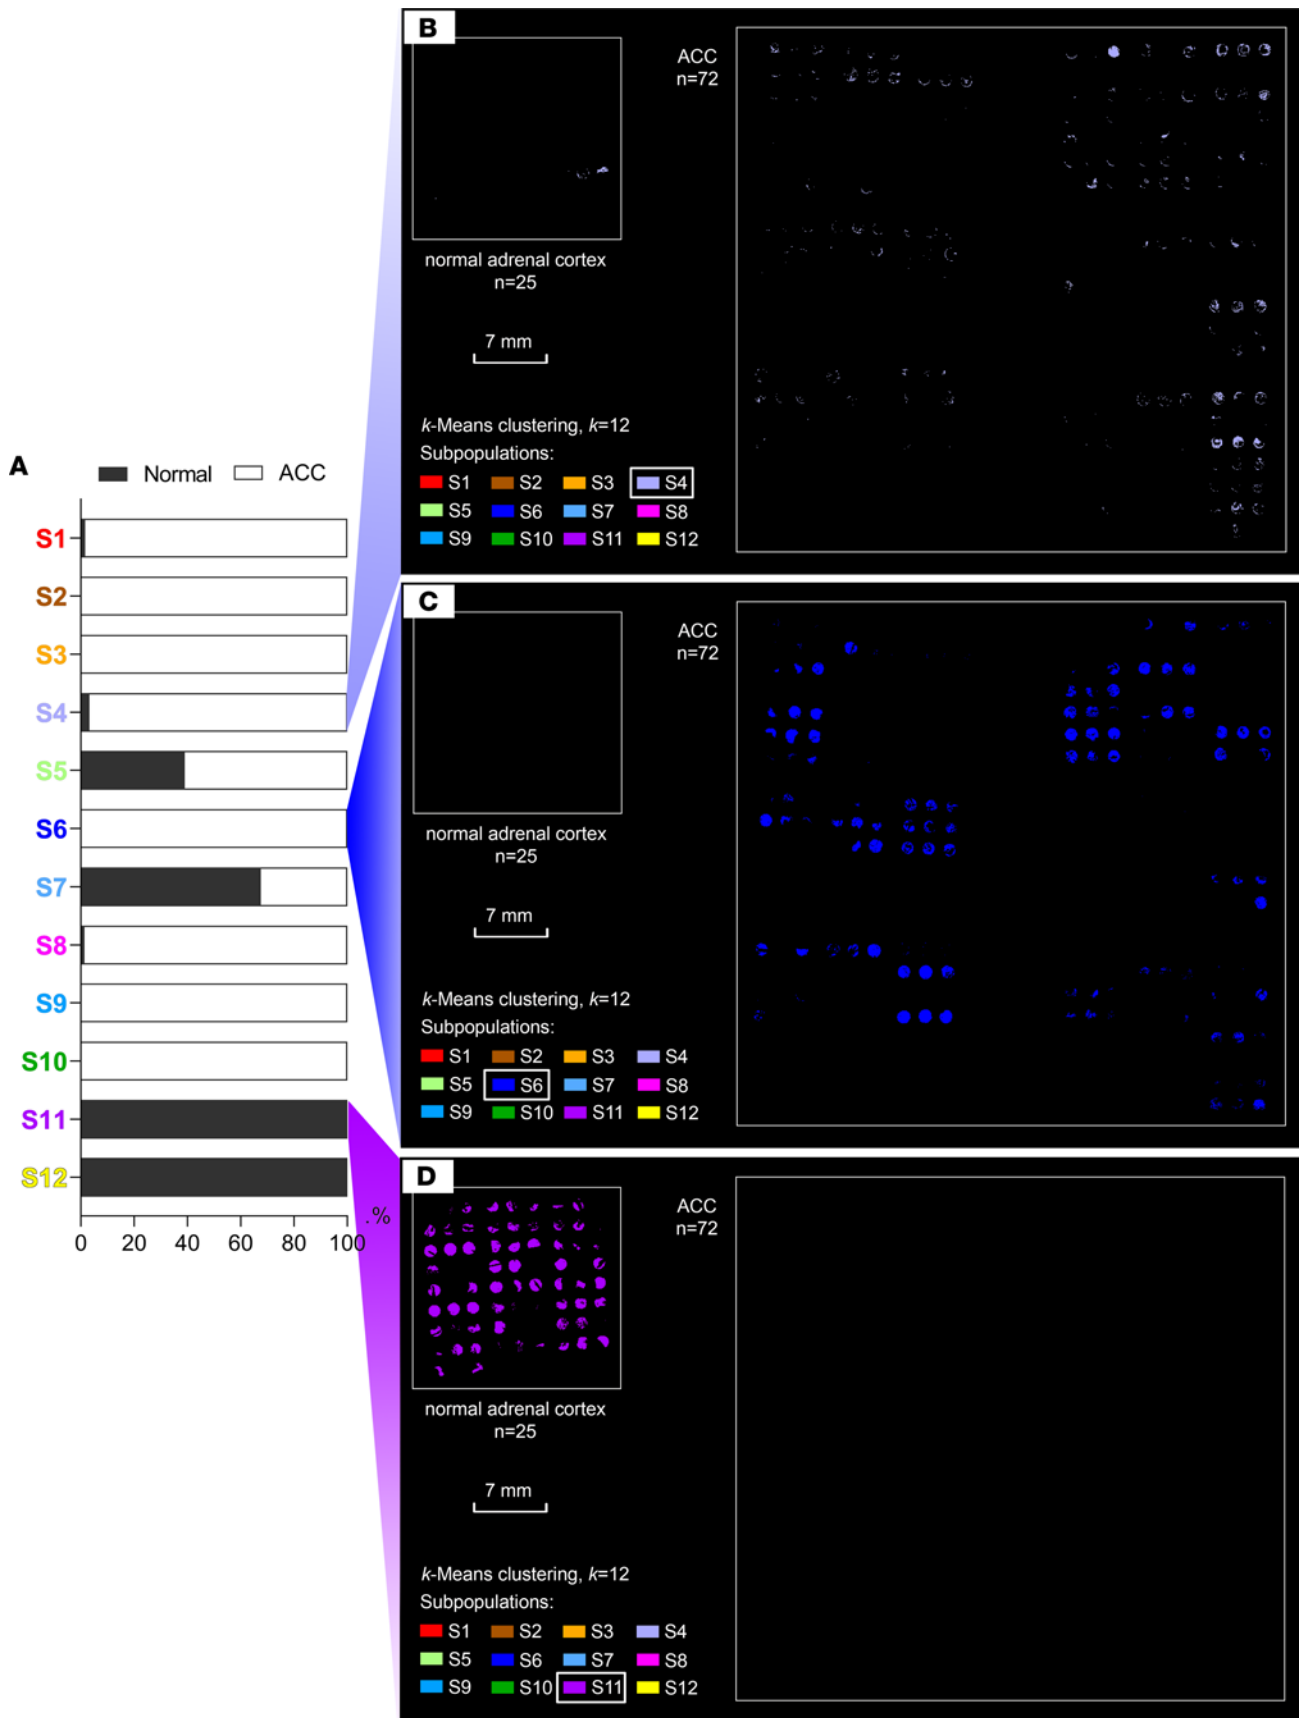 A
Normal ACC
S1
S2
S3
S4
S5
S6
S7
S8
S9
S10
S11
S12
0 20 40 60 80 100 .%
B
ACC
n=72
normal adrenal cortex
n=25
7 mm
k-Means clustering, k=12
Subpopulations:
S1 S2 S3 S4
S5 S6 S7 S8
S9 S10 S11 S12
C
ACC
n=72
normal adrenal cortex
n=25
7 mm
k-Means clustering, k=12
Subpopulations:
S1 S2 S3 S4
S5 S6 S7 S8
S9 S10 S11 S12
D
ACC
n=72
normal adrenal cortex
n=25
7 mm
k-Means clustering, k=12
Subpopulations:
S1 S2 S3 S4
S5 S6 S7 S8
S9 S10 S11 S12